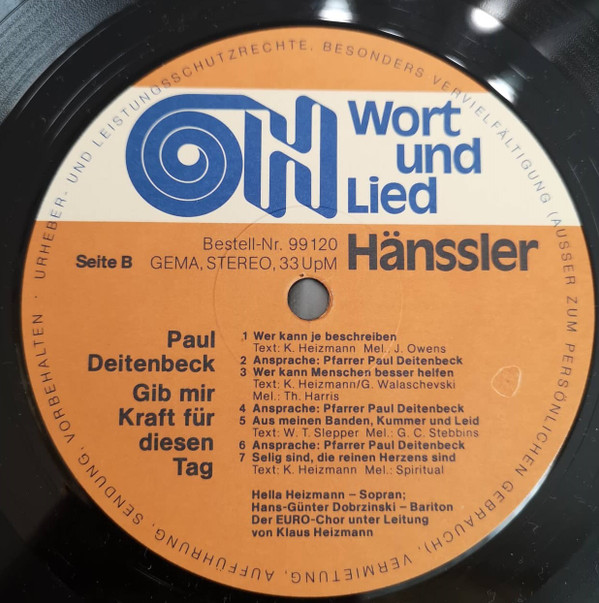 URHEBER- UND LEISTUNGSSCHUTZRECHTE, BESONDERS VERVIELFÄLTIGUNG (AUSSER ZUM PERSÖNLICHEN GEBRAUCH), VERMIETUNG, AUFFÜHRUNG, SENDUNG, VORBEHALTEN ·
OH
Wort
und
Lied
Hänssler
Bestell-Nr. 99120
Seite B GEMA, STEREO, 33 UpM
Paul
Deitenbeck
Gib mir
Kraft für
diesen
Tag
1 Wer kann je beschreiben
Text: K. Heizmann Mel.: J. Owens
2 Ansprache: Pfarrer Paul Deitenbeck
3 Wer kann Menschen besser helfen
Text: K. Heizmann/G. Walaschevski
Mel.: Th. Harris
4 Ansprache: Pfarrer Paul Deitenbeck
5 Aus meinen Banden, Kummer und Leid
Text: W. T. Slepper Mel.: G. C. Stebbins
6 Ansprache: Pfarrer Paul Deitenbeck
7 Selig sind, die reinen Herzens sind
Text: K. Heizmann Mel.: Spiritual
Hella Heizmann – Sopran;
Hans-Günter Dobrzinski – Bariton
Der EURO-Chor unter Leitung
von Klaus Heizmann